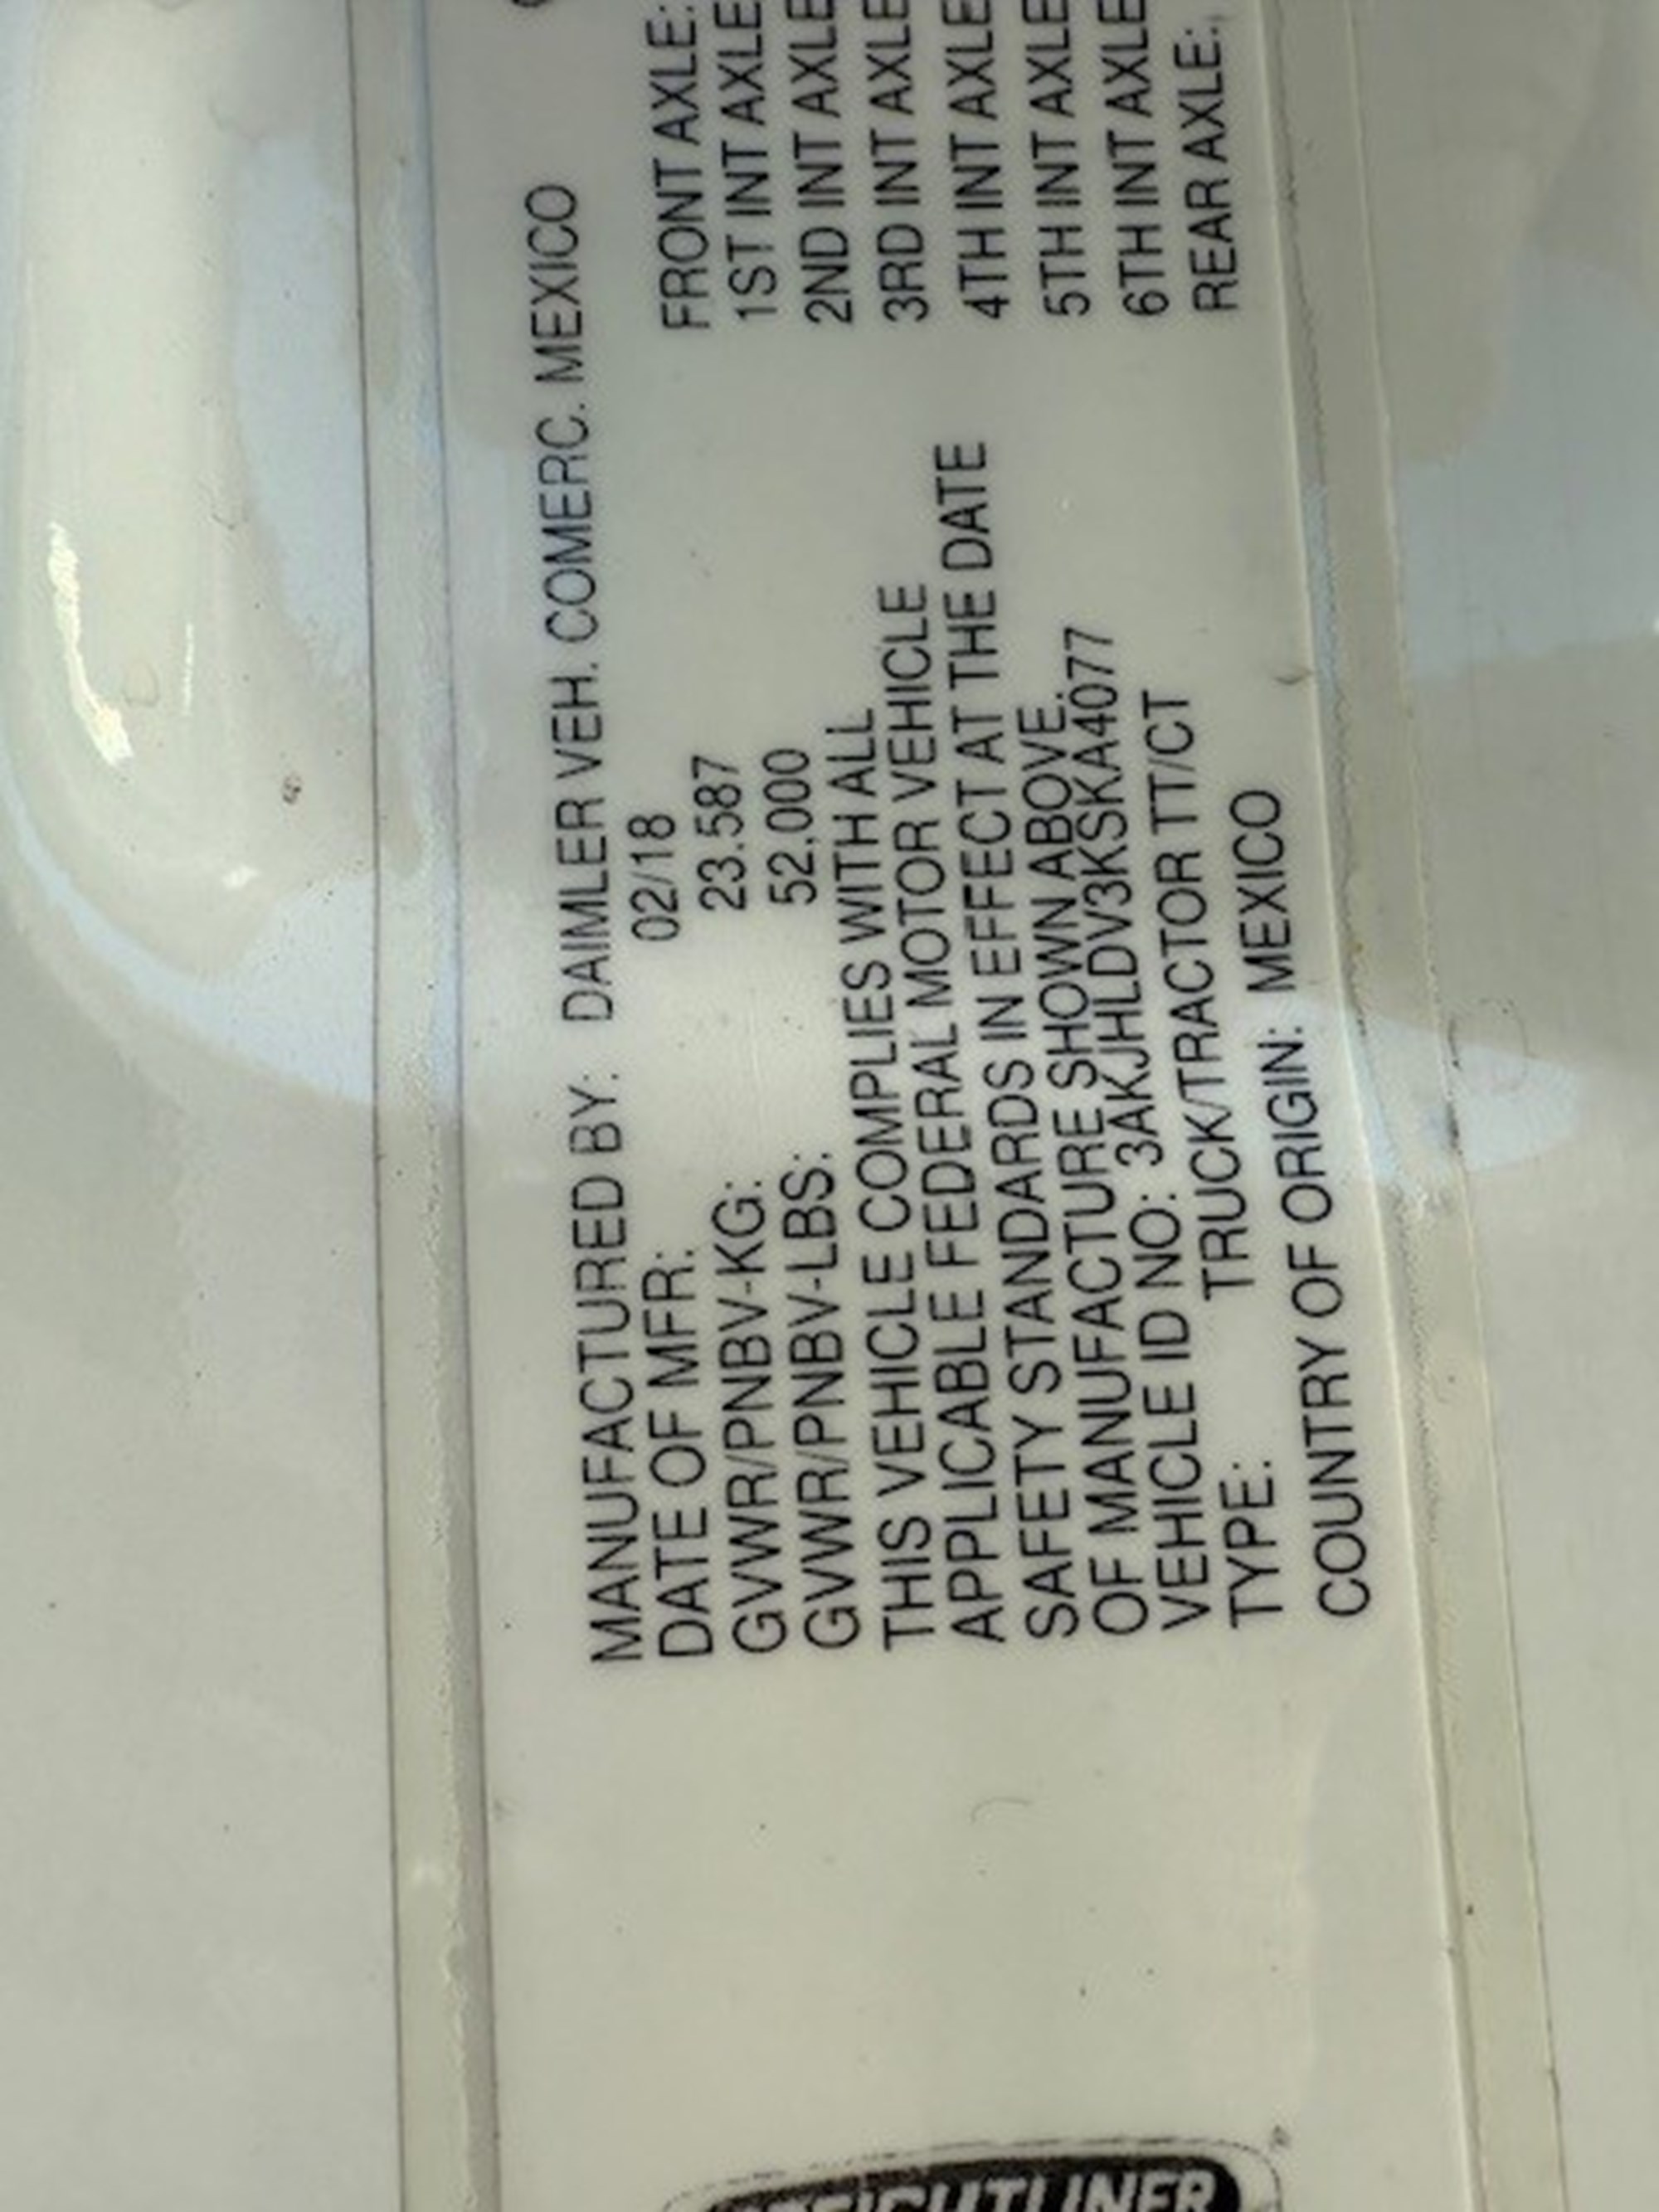 MANUFACTURED BY: DAIMLER VEH. COMERC. MEXICO
DATE OF MFR: 02/18
GVWR/PNBV-KG: 23.587
GVWR/PNBV-LBS: 52,000
THIS VEHICLE COMPLIES WITH ALL
APPLICABLE FEDERAL MOTOR VEHICLE
SAFETY STANDARDS IN EFFECT AT THE DATE
OF MANUFACTURE SHOWN ABOVE.
VEHICLE ID NO: 3AKJHLDV3KSKA4077
TYPE: TRUCK/TRACTOR TT/CT
COUNTRY OF ORIGIN: MEXICO
FRONT AXLE:
1ST INT AXLE
2ND INT AXLE
3RD INT AXLE
4TH INT AXLE
5TH INT AXLE
6TH INT AXLE
REAR AXLE:
FREIGHTLINER